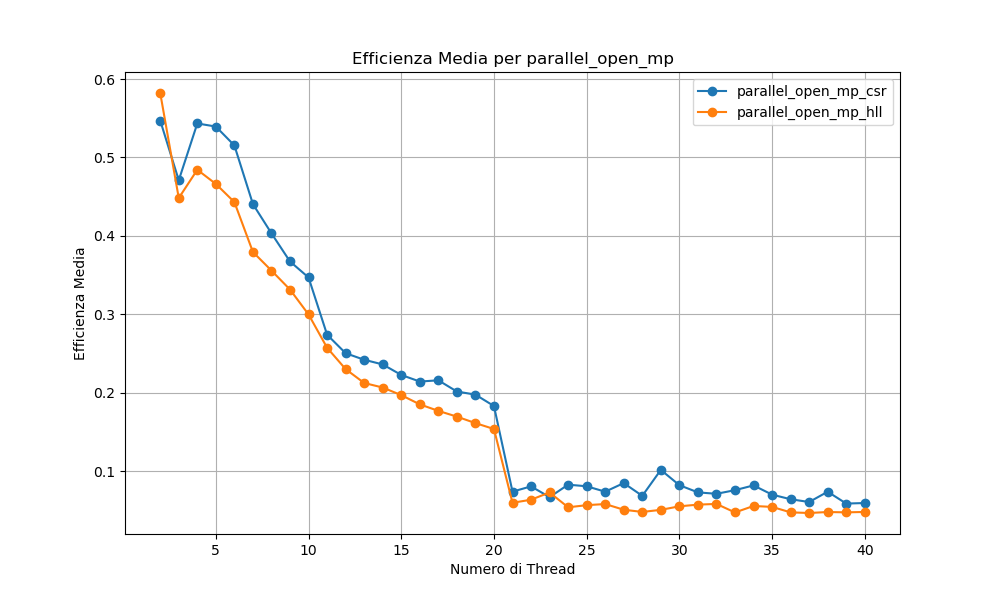 Efficienza Media per parallel_open_mp
parallel_open_mp_csr
parallel_open_mp_hll
Efficienza Media
0.6
0.5
0.4
0.3
0.2
0.1
5 10 15 20 25 30 35 40
Numero di Thread